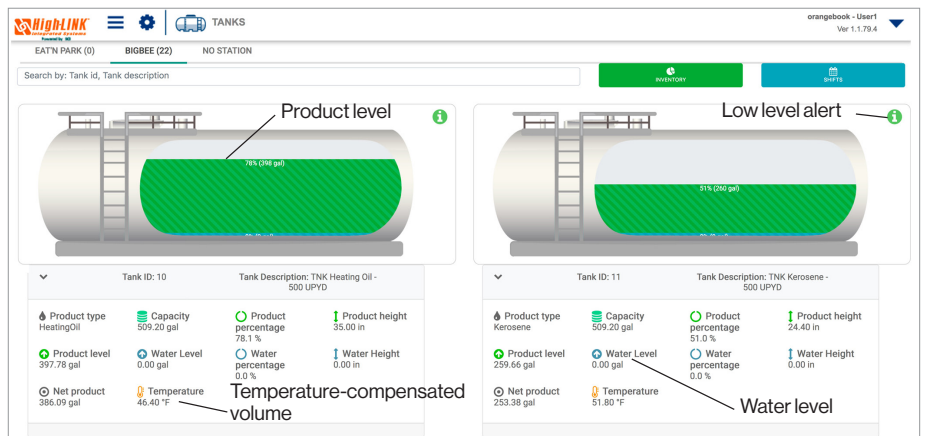 HighLINK
Integrated Systems
Powered By
TANKS
orangebook - User1
Ver 1.1.79.4
EAT'N PARK (0)
BIGBEE (22)
NO STATION
Search by: Tank id, Tank description
INVENTORY
SHIFTS
Product level
78% (398 gal)
Low level alert
51% (260 gal)
Tank ID: 10
Tank Description: TNK Heating Oil -
500 UPYD
Product type
HeatingOil
Capacity
509.20 gal
Product
percentage
78.1 %
Product height
35.00 in
Product level
397.78 gal
Water Level
0.00 gal
Water
percentage
0.0 %
Water Height
0.00 in
Net product
386.09 gal
Temperature
46.40 °F
Temperature-compensated
volume
Tank ID: 11
Tank Description: TNK Kerosene -
500 UPYD
Product type
Kerosene
Capacity
509.20 gal
Product
percentage
51.0 %
Product height
24.40 in
Product level
259.66 gal
Water Level
0.00 gal
Water
percentage
0.0 %
Water Height
0.00 in
Net product
253.38 gal
Temperature
51.80 °F
Water level